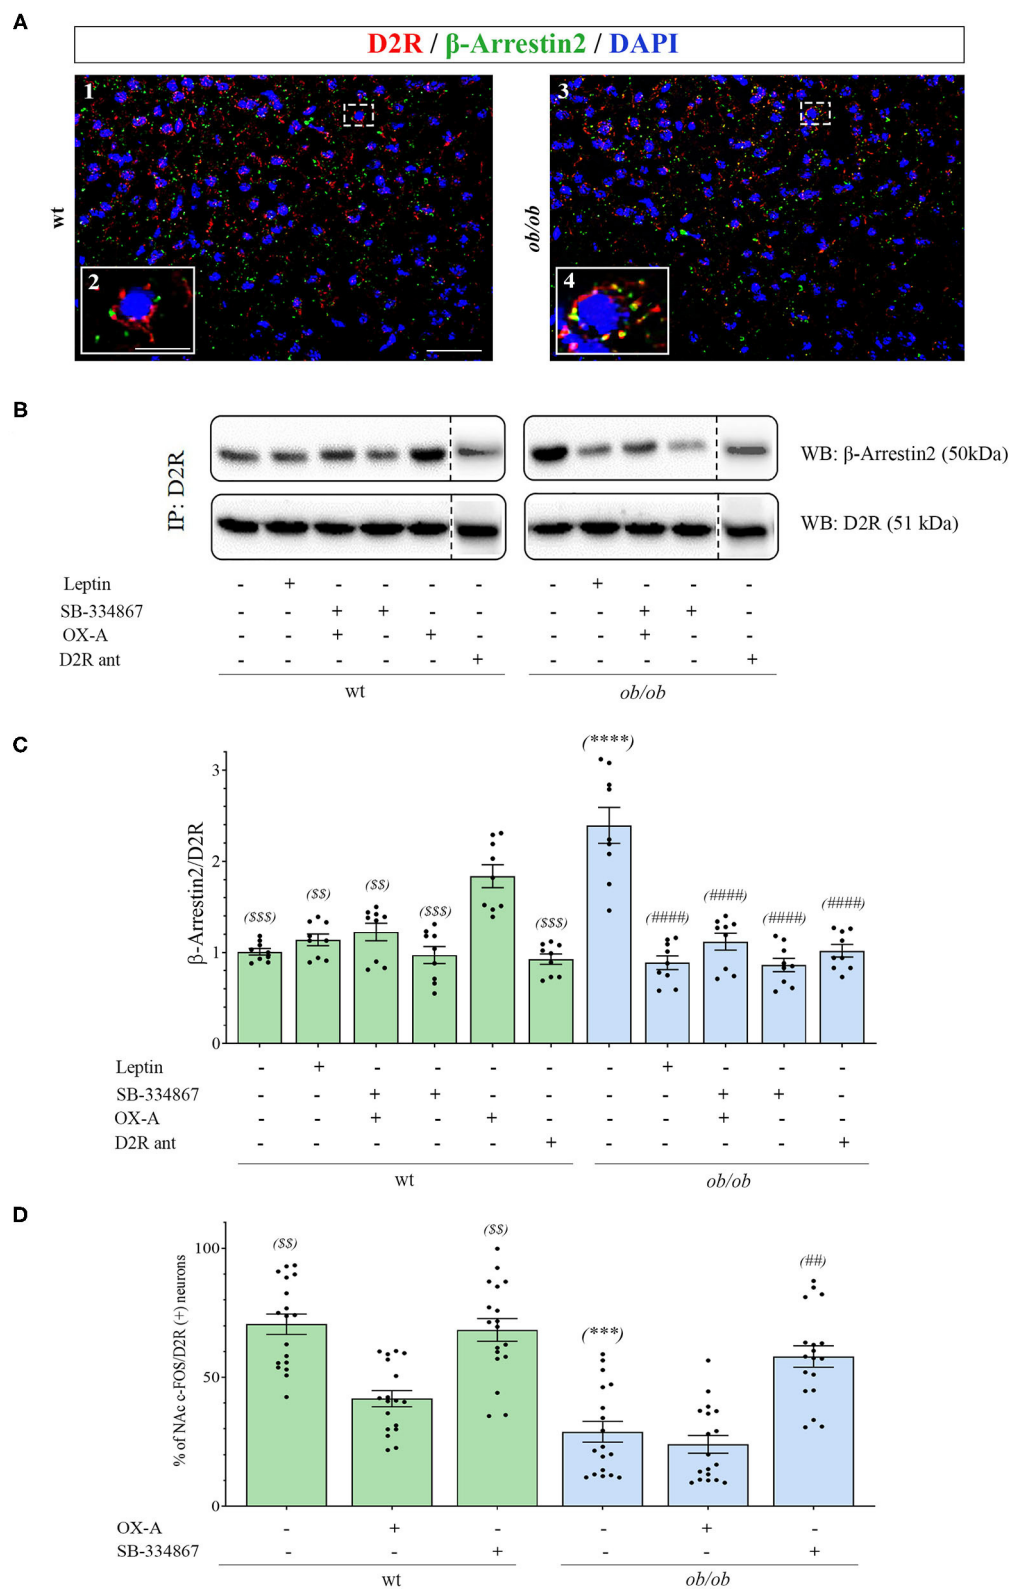 A
D2R / β-Arrestin2 / DAPI
1
3
wt
ob/ob
2
4
B
IP: D2R
WB: β-Arrestin2 (50kDa)
WB: D2R (51 kDa)
Leptin - + - - - - - + - - -
SB-334867 - - + + - - - - + + -
OX-A - - + - + - - - + - -
D2R ant - - - - - + - - - - +
wt ob/ob
C
(****)
β-Arrestin2/D2R
3
2
1
0
($$$) ($$) ($$) ($$$) ($$$) (####) (####) (####) (####)
Leptin - + - - - - - + - - -
SB-334867 - - + + - - - - + + -
OX-A - - + - + - - - + - -
D2R ant - - - - - + - - - - +
wt ob/ob
D
% of NAc c-FOS/D2R (+) neurons
100
50
0
($$) ($$) (***) (##)
OX-A - + - - + -
SB-334867 - - + - - +
wt ob/ob